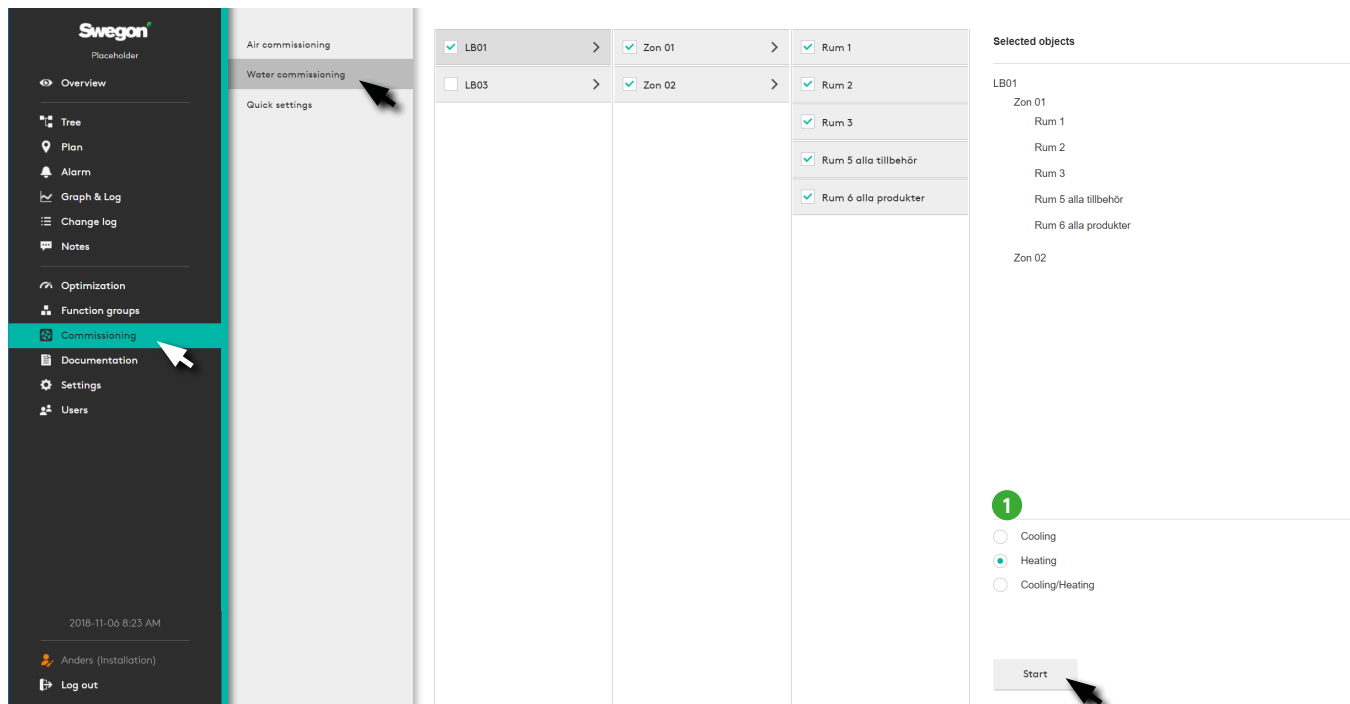 Swegon
Placeholder
Overview
Tree
Plan
Alarm
Graph & Log
Change log
Notes
Optimization
Function groups
Commissioning
Documentation
Settings
Users
2018-11-06 8:23 AM
Anders (Installation)
Log out
Air commissioning
Water commissioning
Quick settings
LB01
LB03
Zon 01
Zon 02
Rum 1
Rum 2
Rum 3
Rum 5 alla tillbehör
Rum 6 alla produkter
Selected objects
LB01
Zon 01
Rum 1
Rum 2
Rum 3
Rum 5 alla tillbehör
Rum 6 alla produkter
Zon 02
1
Cooling
Heating
Cooling/Heating
Start